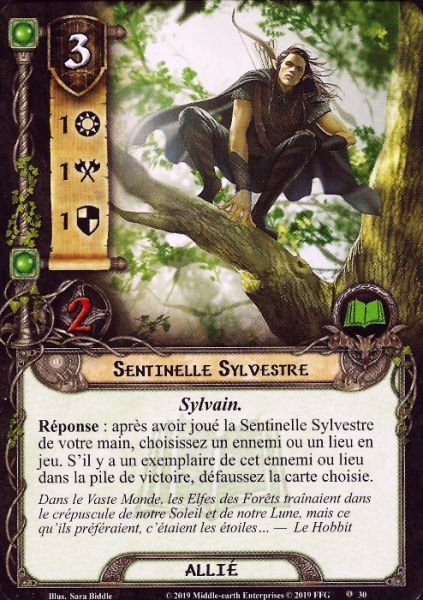 3
1
1
1
2
Sentinelle Sylvestre
Sylvain.
Réponse : après avoir joué la Sentinelle Sylvestre
de votre main, choisissez un ennemi ou un lieu en
jeu. S’il y a un exemplaire de cet ennemi ou lieu
dans la pile de victoire, défaussez la carte choisie.
Dans le Vaste Monde, les Elfes des Forêts traînaient dans
le crépuscule de notre Soleil et de notre Lune, mais ce
qu’ils préféraient, c’étaient les étoiles… — Le Hobbit
Allié
Illus. Sara Biddle © 2019 Middle-earth Enterprises © 2019 FFG 30